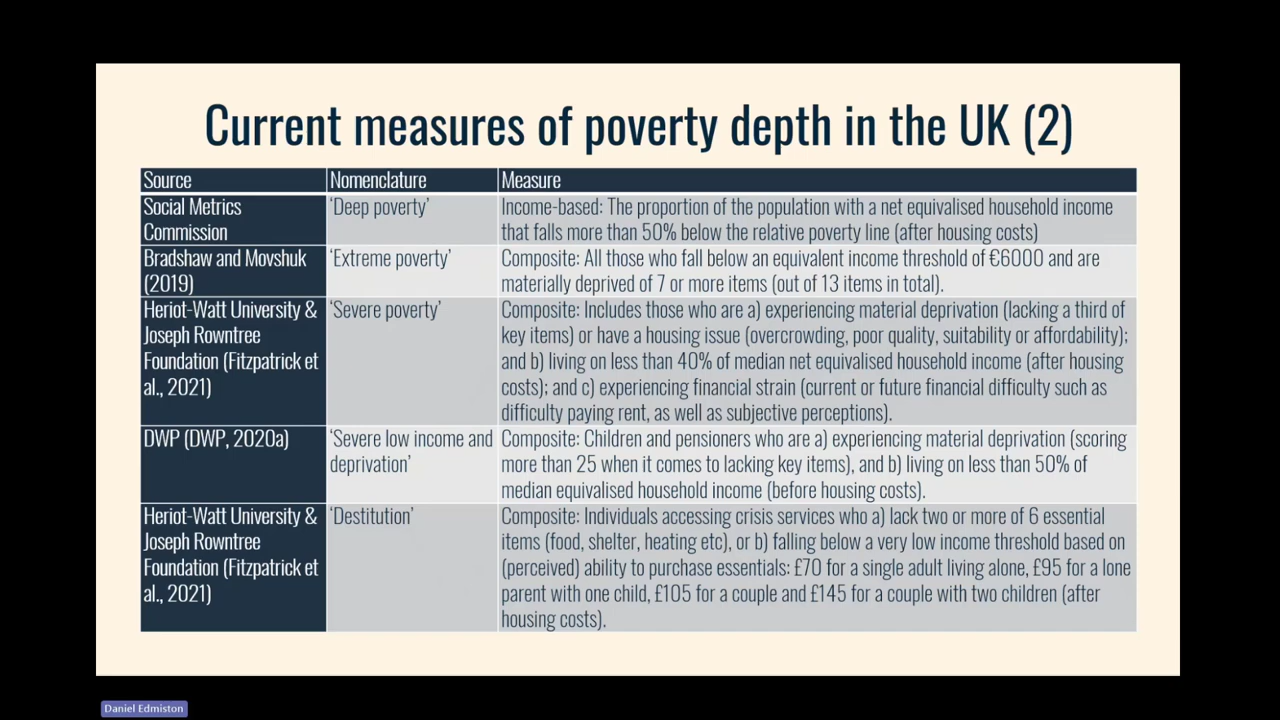 Current measures of poverty depth in the UK (2)
Source
Nomenclature
Measure
Social Metrics
Commission
‘Deep poverty’
Income-based: The proportion of the population with a net equivalised household income
that falls more than 50% below the relative poverty line (after housing costs)
Bradshaw and Movshuk
(2019)
‘Extreme poverty’
Composite: All those who fall below an equivalent income threshold of €6000 and are
materially deprived of 7 or more items (out of 13 items in total).
Heriot-Watt University &
Joseph Rowntree
Foundation (Fitzpatrick et
al., 2021)
‘Severe poverty’
Composite: Includes those who are a) experiencing material deprivation (lacking a third of
key items) or have a housing issue (overcrowding, poor quality, suitability or affordability);
and b) living on less than 40% of median net equivalised household income (after housing
costs); and c) experiencing financial strain (current or future financial difficulty such as
difficulty paying rent, as well as subjective perceptions).
DWP (DWP, 2020a)
‘Severe low income and
deprivation’
Composite: Children and pensioners who are a) experiencing material deprivation (scoring
more than 25 when it comes to lacking key items), and b) living on less than 50% of
median equivalised household income (before housing costs).
Heriot-Watt University &
Joseph Rowntree
Foundation (Fitzpatrick et
al., 2021)
‘Destitution’
Composite: Individuals accessing crisis services who a) lack two or more of 6 essential
items (food, shelter, heating etc), or b) falling below a very low income threshold based on
(perceived) ability to purchase essentials: £70 for a single adult living alone, £95 for a lone
parent with one child, £105 for a couple and £145 for a couple with two children (after
housing costs).
Daniel Edmiston